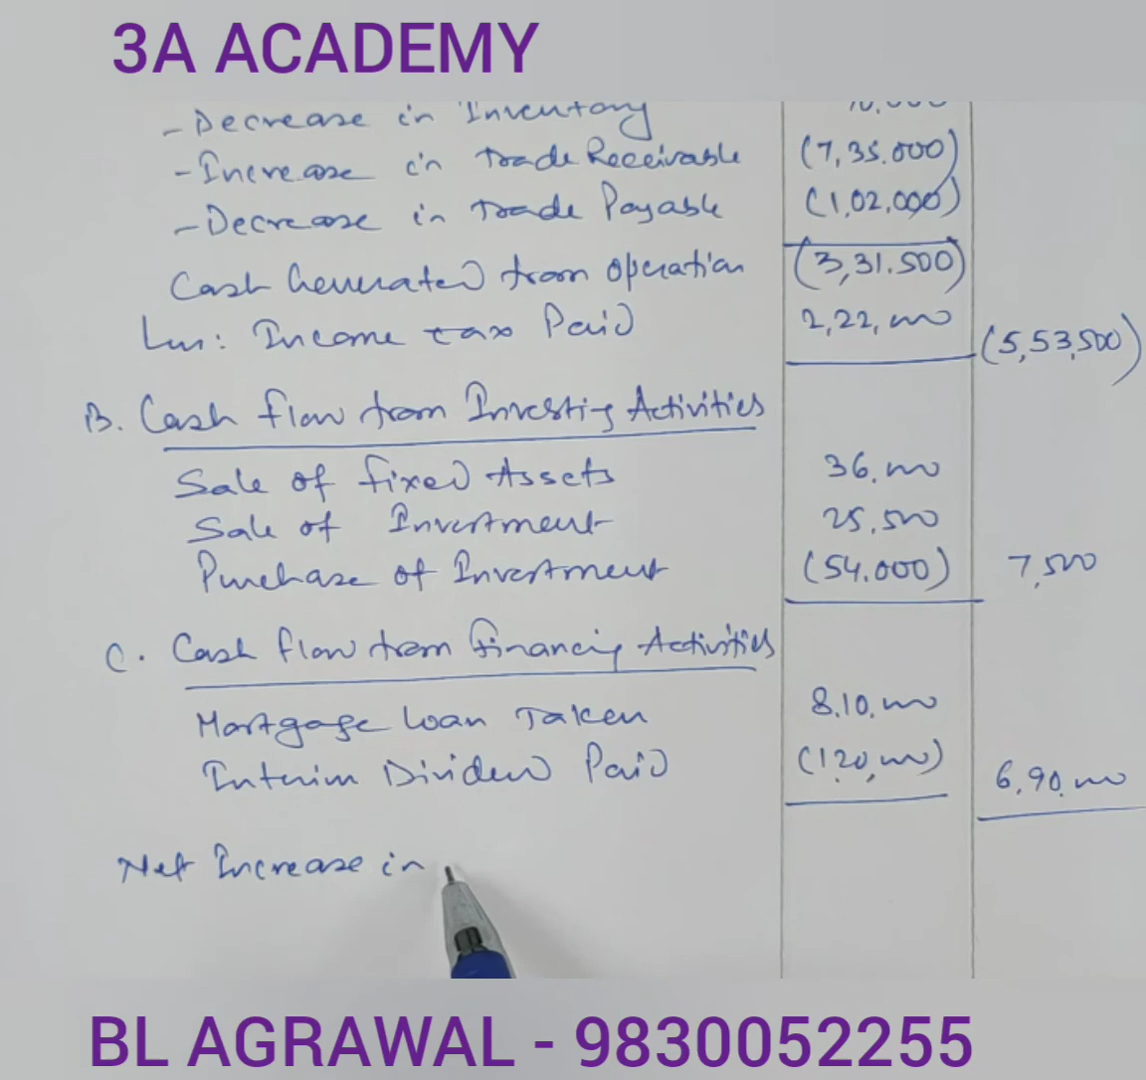 3A ACADEMY
- Decrease in Inventory
- Increase in Trade Receivable (7,35.000)
- Decrease in Trade Payable (1,02.000)
Cash Generated from operation (3,31.500)
Less: Income tax Paid 2,22,000 (5,53,500)
B. Cash flow from Investing Activities
Sale of fixed Assets 36.000
Sale of Investment 25.500
Purchase of Investment (54.000) 7,500
C. Cash flow from financing Activities
Mortgage Loan Taken 8.10.000
Interim Dividend Paid (1.20,000) 6,90.000
Net Increase in
BL AGRAWAL - 9830052255